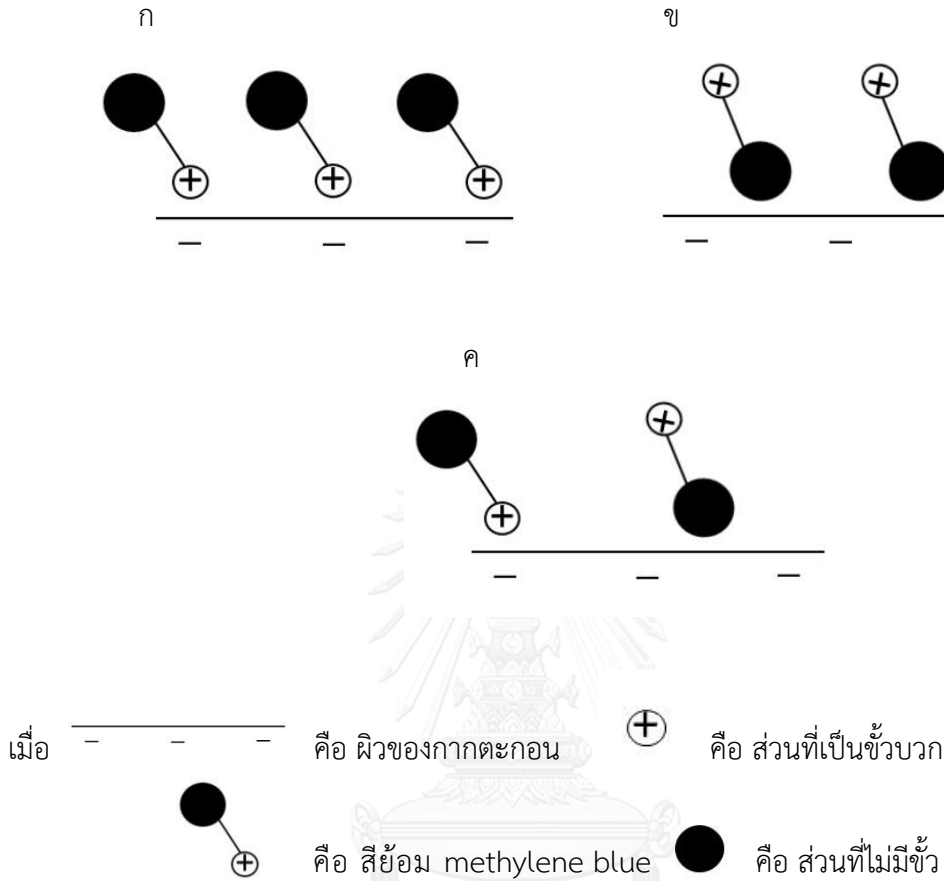 ก ข
ค
เมื่อ คือ ผิวของกากตะกอน คือ ส่วนที่เป็นขั้วบวก
คือ สีย้อม methylene blue คือ ส่วนที่ไม่มีขั้ว